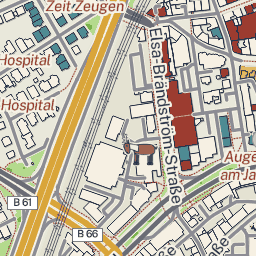 Zeit Zeugen
Elsa-Brändström-Straße
Hospital
Hospital
Auge
am Ja
B 61
B 66